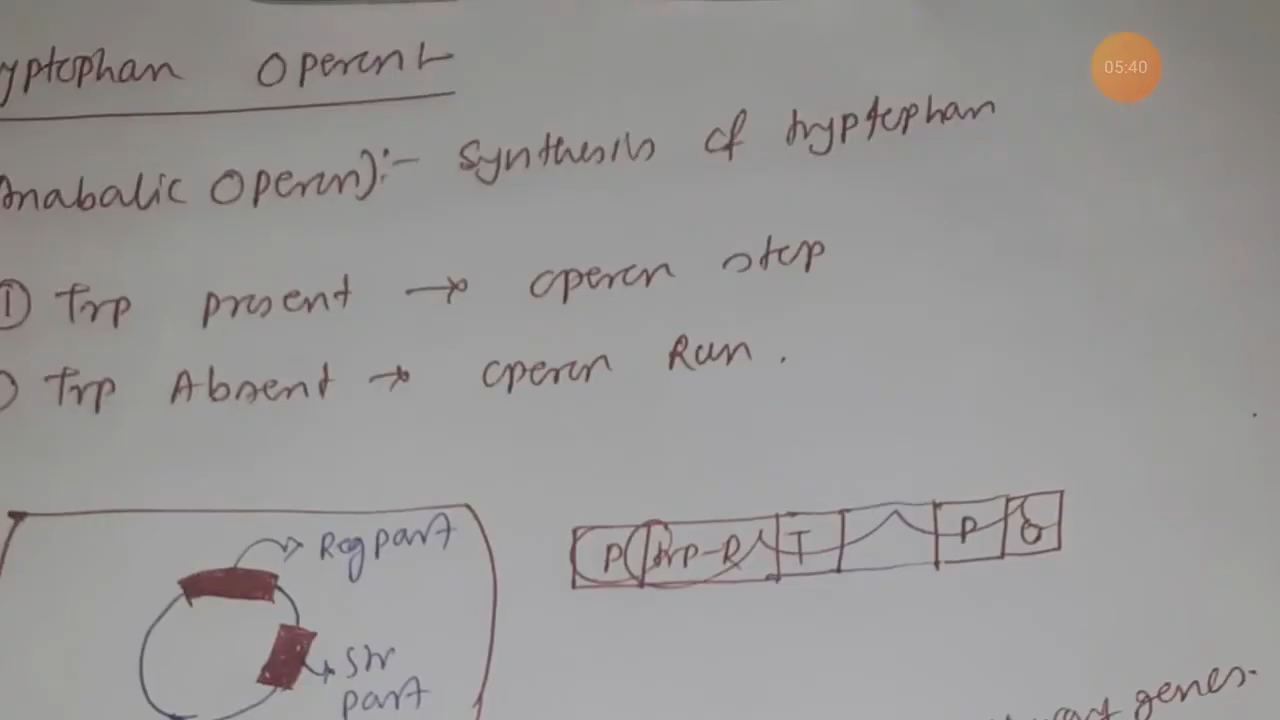 yptophan Operon
05:40
Anabalic Operon):- Synthesis of tryptophan
① Trp present → operon stop
) Trp Absent → operon Run.
Reg part
P trp-R T P O
Str
part
genes.